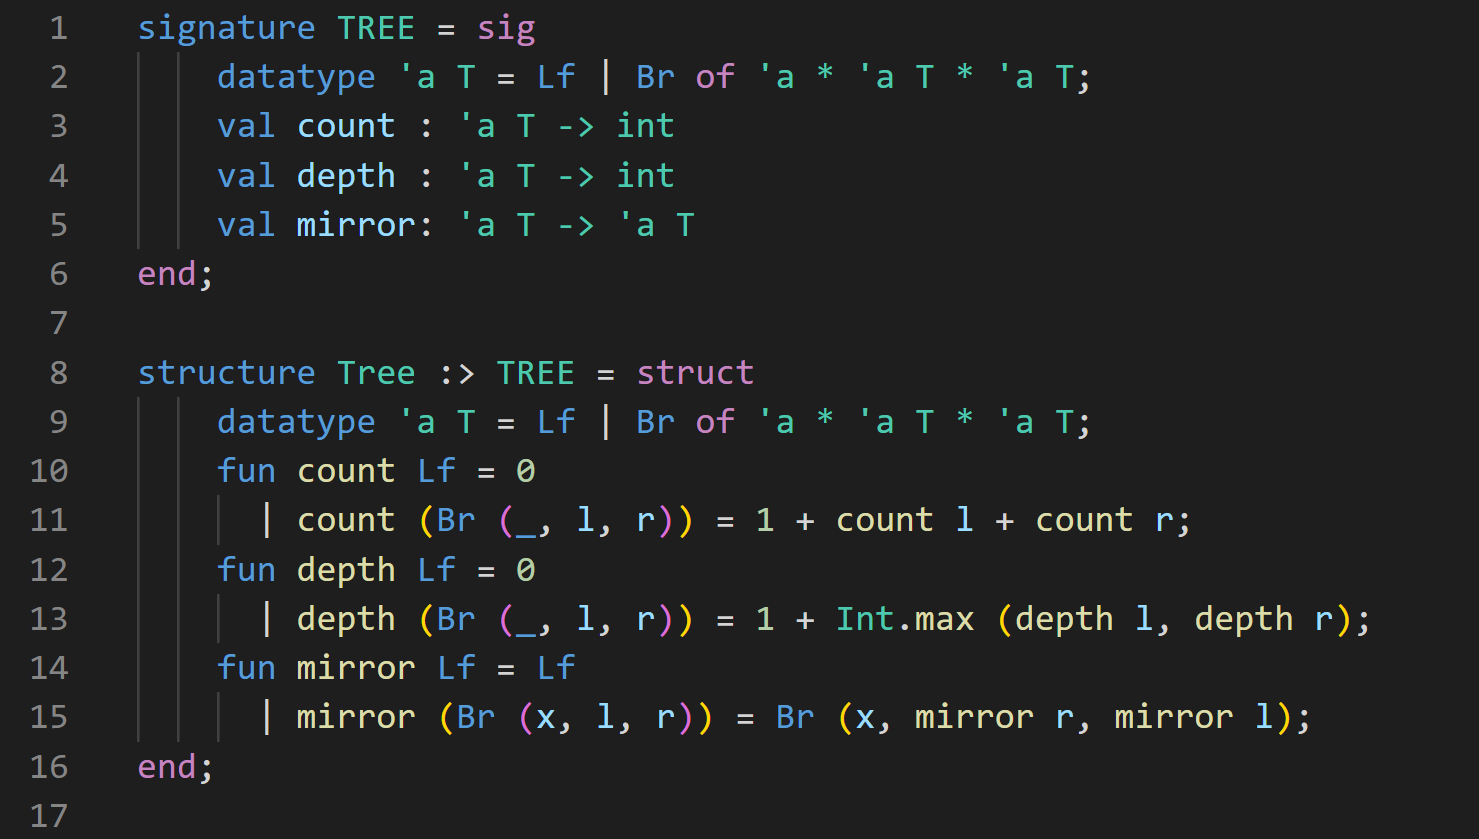 1 signature TREE = sig
2 datatype 'a T = Lf | Br of 'a * 'a T * 'a T;
3 val count : 'a T -> int
4 val depth : 'a T -> int
5 val mirror: 'a T -> 'a T
6 end;
7
8 structure Tree :> TREE = struct
9 datatype 'a T = Lf | Br of 'a * 'a T * 'a T;
10 fun count Lf = 0
11 | count (Br (_, l, r)) = 1 + count l + count r;
12 fun depth Lf = 0
13 | depth (Br (_, l, r)) = 1 + Int.max (depth l, depth r);
14 fun mirror Lf = Lf
15 | mirror (Br (x, l, r)) = Br (x, mirror r, mirror l);
16 end;
17